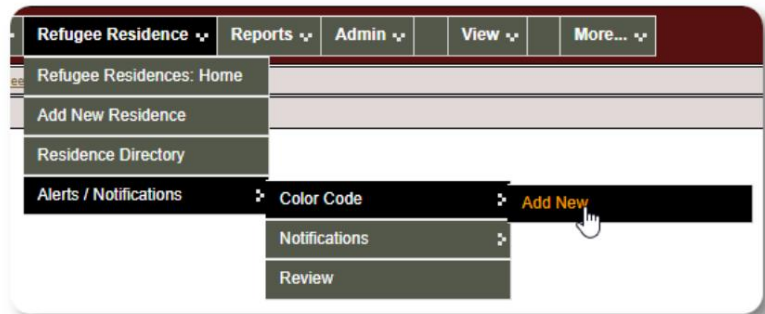 Refugee Residence Reports Admin View More...
Refugee Residences: Home
Add New Residence
Residence Directory
Alerts / Notifications Color Code Add New
Notifications
Review